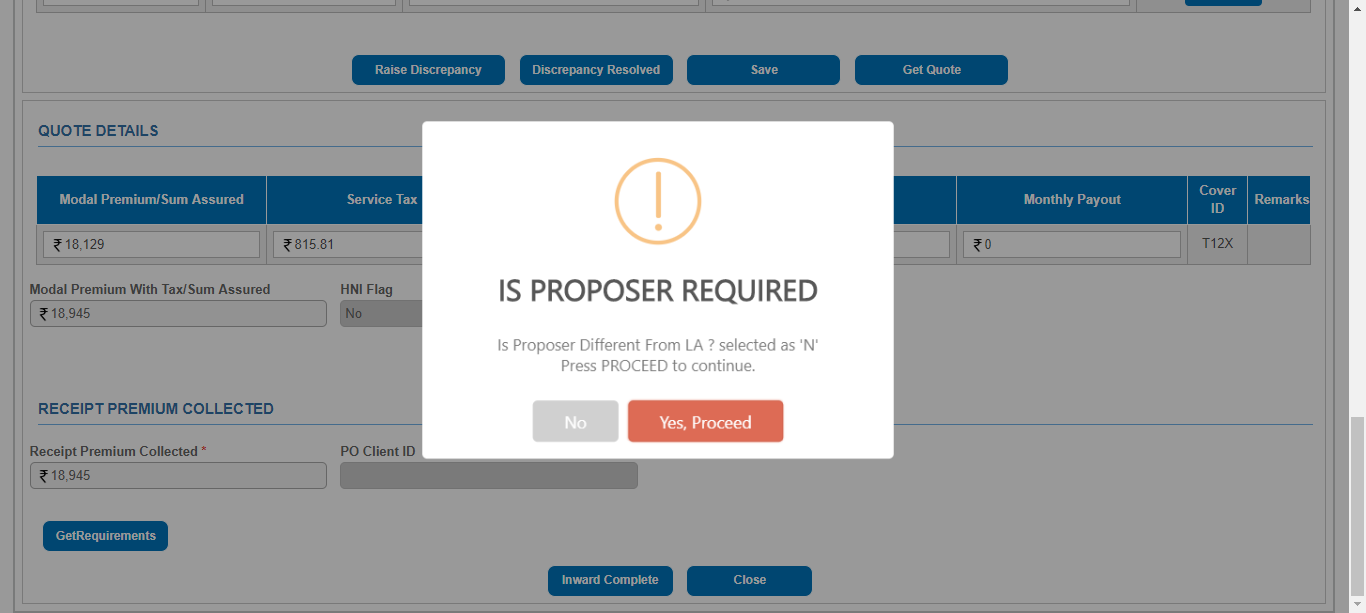 Raise Discrepancy Discrepancy Resolved Save Get Quote
QUOTE DETAILS
Modal Premium/Sum Assured Service Tax Monthly Payout Cover ID Remarks
₹ 18,129 ₹ 815.81 ₹ 0 T12X
Modal Premium With Tax/Sum Assured HNI Flag
₹ 18,945 No
IS PROPOSER REQUIRED
Is Proposer Different From LA ? selected as 'N'
Press PROCEED to continue.
No Yes, Proceed
RECEIPT PREMIUM COLLECTED
Receipt Premium Collected * PO Client ID
₹ 18,945
GetRequirements
Inward Complete Close